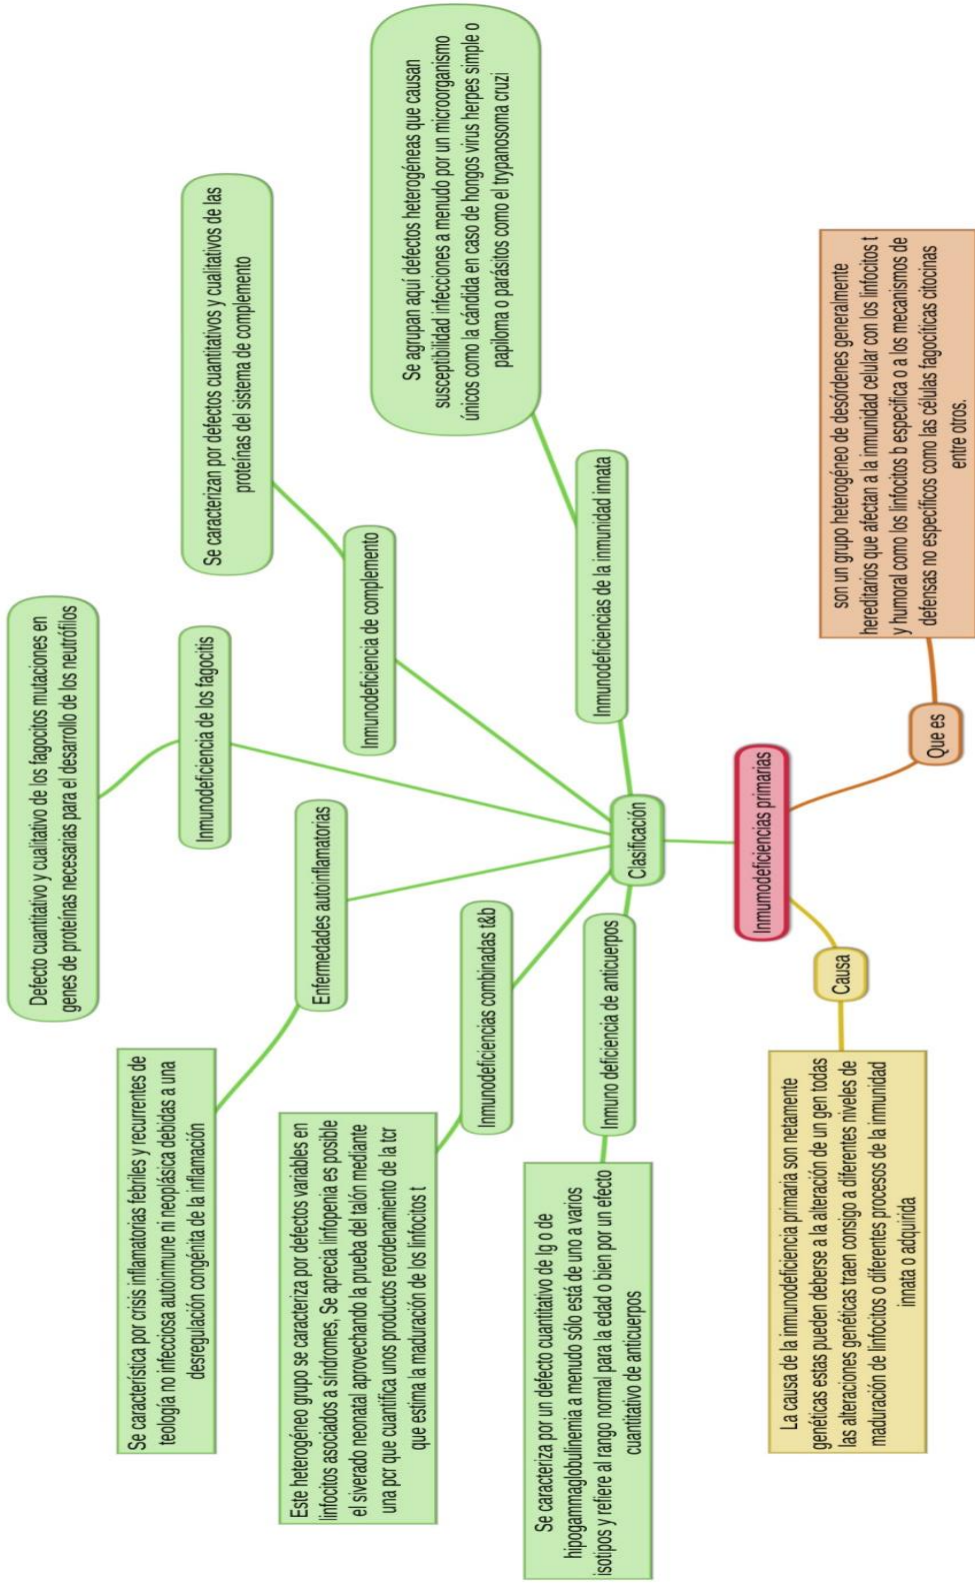 Inmumodeficiencias primarias
Que es
son un grupo heterogéneo de desórdenes generalmente
hereditarios que afectan a la inmunidad celular con los linfocitos t
y humoral como los linfocitos b especifica o a los mecanismos de
defensas no específicos como las células fagocíticas citocinas
entre otros.
Causa
La causa de la inmunodeficiencia primaria son netamente
genéticas estas pueden deberse a la alteración de un gen todas
las alteraciones genéticas traen consigo a diferentes niveles de
maduración de linfocitos o diferentes procesos de la inmunidad
innata o adquirida
Clasificación
Inmuno deficiencia de anticuerpos
Se caracteriza por un defecto cuantitativo de Ig o de
hipogammaglobulinemia a menudo sólo está de uno a varios
isotipos y refiere al rango normal para la edad o bien por un efecto
cuantitativo de anticuerpos
Inmunodeficiencias combinadas t&b
Este heterogéneo grupo se caracteriza por defectos variables en
linfocitos asociados a síndromes, Se aprecia linfopenia es posible
el siverado neonatal aprovechando la prueba del talón mediante
una pcr que cuantifica unos productos reordenamiento de la tcr
que estima la maduración de los linfocitos t
Enfermedades autoinflamatorias
Se característica por crisis inflamatorias febriles y recurrentes de
teología no infecciosa autoinmune ni neoplásica debidas a una
desregulación congénita de la inflamación
Inmunodeficiencia de los fagocitis
Defecto cuantitativo y cualitativo de los fagocitos mutaciones en
genes de proteínas necesarias para el desarrollo de los neutrófilos
Inmunodeficiencia de complemento
Se caracterizan por defectos cuantitativos y cualitativos de las
proteínas del sistema de complemento
Inmunodeficiencias de la inmunidad innata
Se agrupan aquí defectos heterogéneas que causan
susceptibilidad infecciones a menudo por un microorganismo
únicos como la cándida en caso de hongos virus herpes simple o
papiloma o parásitos como el trypanosoma cruzi